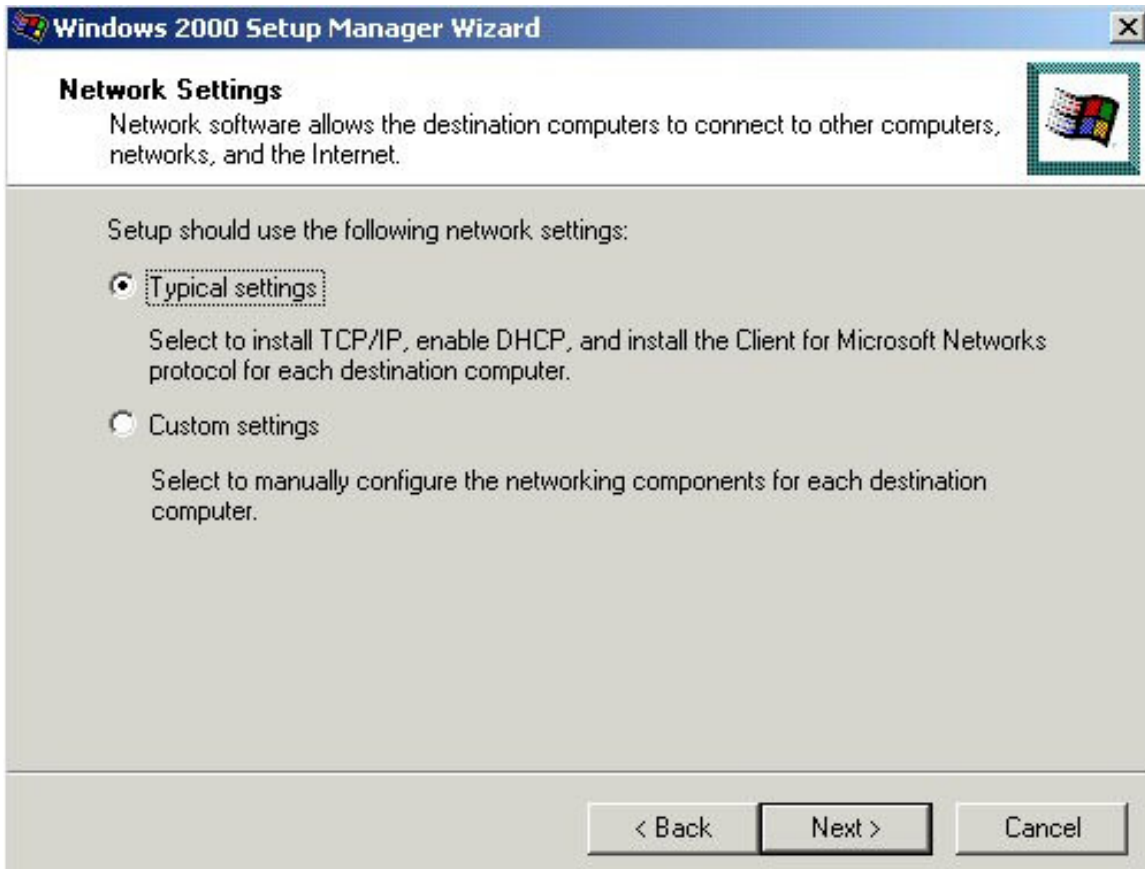 Windows 2000 Setup Manager Wizard
Network Settings
Network software allows the destination computers to connect to other computers,
networks, and the Internet.
Setup should use the following network settings:
Typical settings
Select to install TCP/IP, enable DHCP, and install the Client for Microsoft Networks
protocol for each destination computer.
Custom settings
Select to manually configure the networking components for each destination
computer.
< Back Next > Cancel